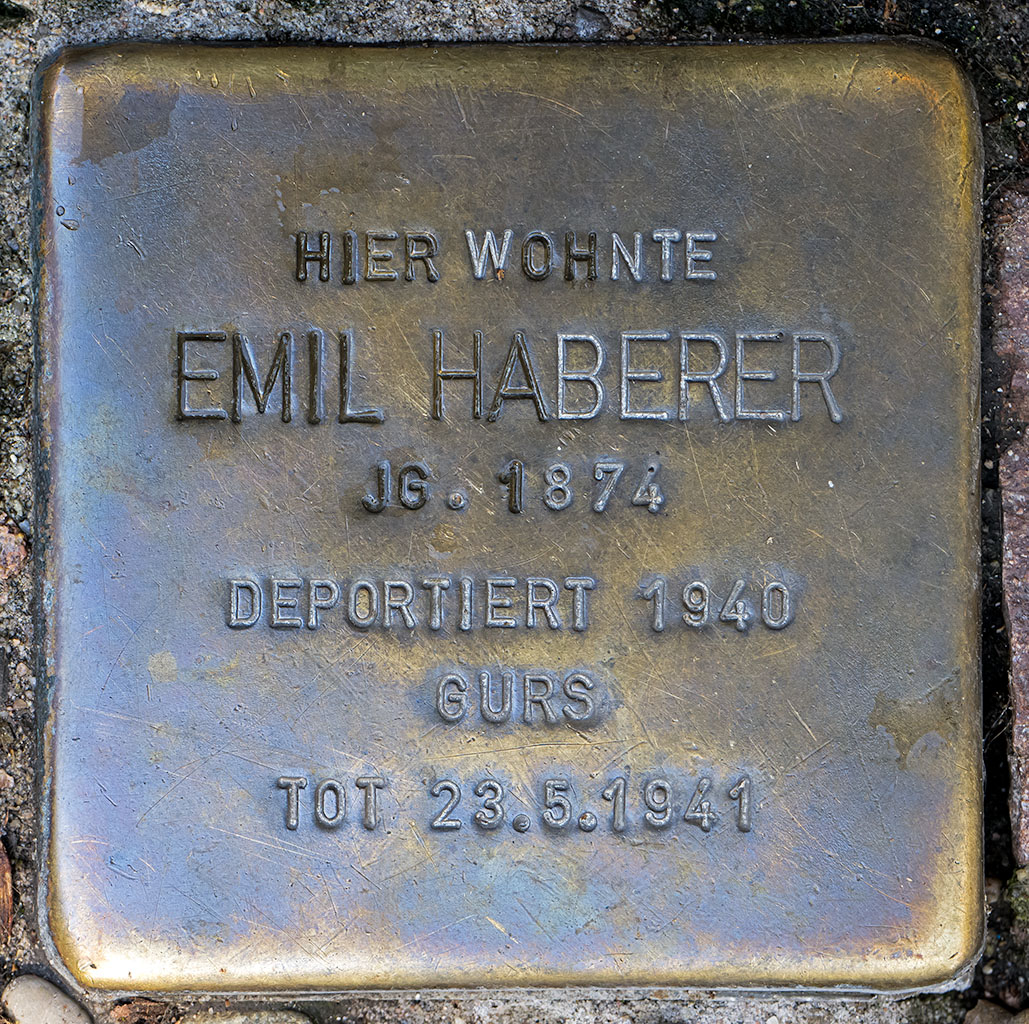 HIER WOHNTE
EMIL HABERER
JG. 1874
DEPORTIERT 1940
GURS
TOT 23.5.1941